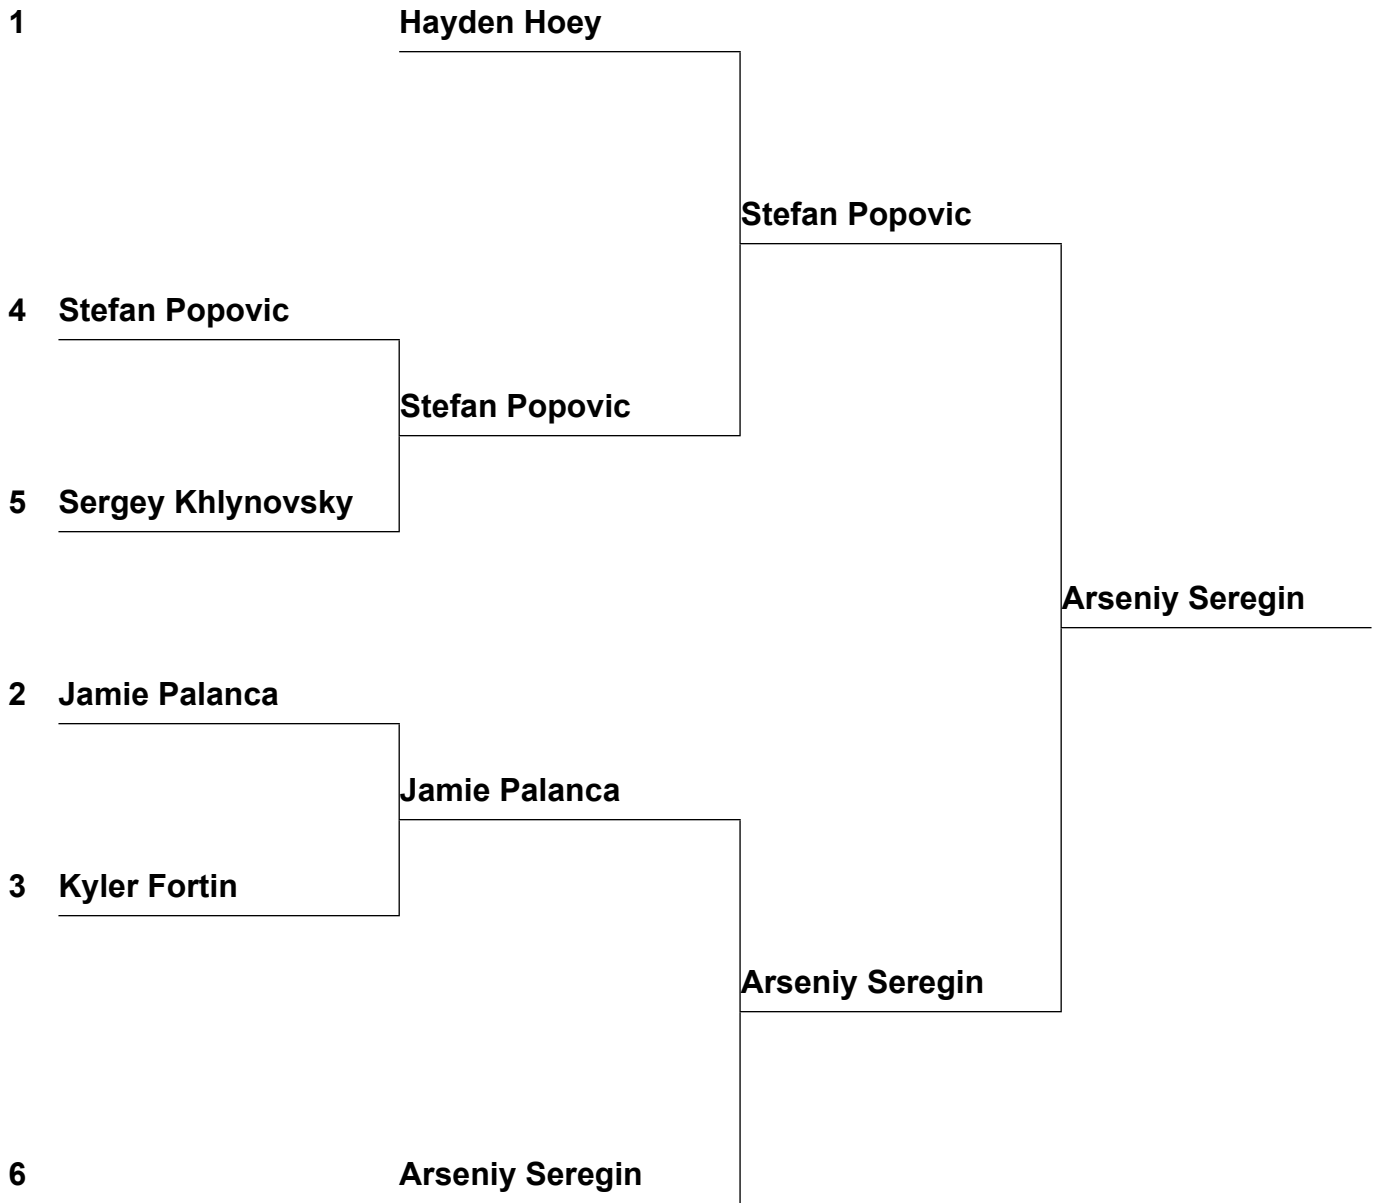 1 Hayden Hoey
Stefan Popovic
4 Stefan Popovic
Stefan Popovic
5 Sergey Khlynovsky
Arseniy Seregin
2 Jamie Palanca
Jamie Palanca
3 Kyler Fortin
Arseniy Seregin
6 Arseniy Seregin